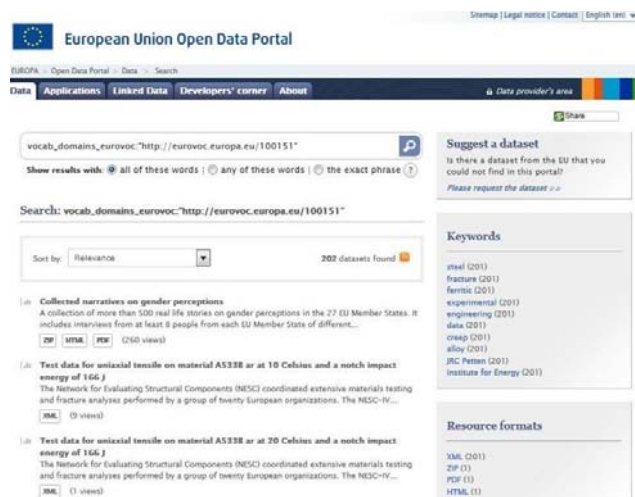 Sitemap | Legal notice | Contact | English (en)
European Union Open Data Portal
EUROPA > Open Data Portal > Data > Search
Data Applications Linked Data Developers' corner About
Data provider's area
Share
vocab_domains_eurovoc:"http://eurovoc.europa.eu/100151"
Show results with: all of these words | any of these words | the exact phrase ?
Search: vocab_domains_eurovoc:"http://eurovoc.europa.eu/100151"
Sort by: Relevance
202 datasets found
Collected narratives on gender perceptions
A collection of more than 500 real life stories on gender perceptions in the 27 EU Member States. It
includes interviews from at least 8 people from each EU Member State of different...
ZIP HTML PDF (260 views)
Test data for uniaxial tensile on material A533B ar at 10 Celsius and a notch impact
energy of 166 J
The Network for Evaluating Structural Components (NESC) coordinated extensive materials testing
and fracture analyses performed by a group of twenty European organizations. The NESC-IV...
XML (9 views)
Test data for uniaxial tensile on material A533B ar at 20 Celsius and a notch impact
energy of 166 J
The Network for Evaluating Structural Components (NESC) coordinated extensive materials testing
and fracture analyses performed by a group of twenty European organizations. The NESC-IV...
XML (1 views)
Suggest a dataset
Is there a dataset from the EU that you
could not find in this portal?
Please request the dataset >>
Keywords
steel (201)
fracture (201)
ferritic (201)
experimental (201)
engineering (201)
data (201)
creep (201)
alloy (201)
JRC Petten (201)
Institute for Energy (201)
Resource formats
XML (201)
ZIP (1)
PDF (1)
HTML (1)